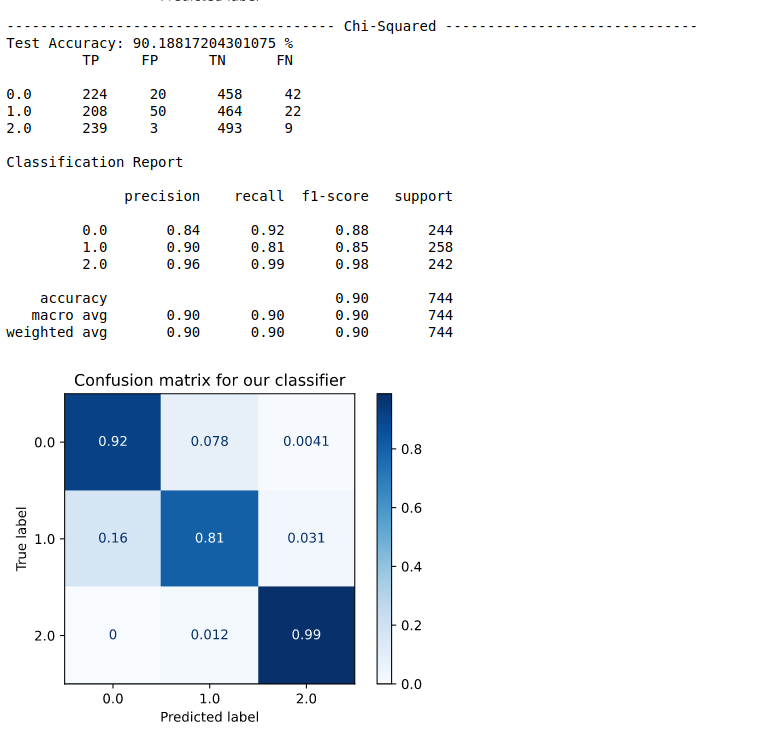 ------------------------------------- Chi-Squared ------------------------------
Test Accuracy: 90.18817204301075 %
TP FP TN FN
0.0 224 20 458 42
1.0 208 50 464 22
2.0 239 3 493 9
Classification Report
precision recall f1-score support
0.0 0.84 0.92 0.88 244
1.0 0.90 0.81 0.85 258
2.0 0.96 0.99 0.98 242
accuracy 0.90 744
macro avg 0.90 0.90 0.90 744
weighted avg 0.90 0.90 0.90 744
Confusion matrix for our classifier
0.0 0.92 0.078 0.0041
1.0 0.16 0.81 0.031
2.0 0 0.012 0.99
0.0 1.0 2.0
Predicted label
True label
0.8
0.6
0.4
0.2
0.0